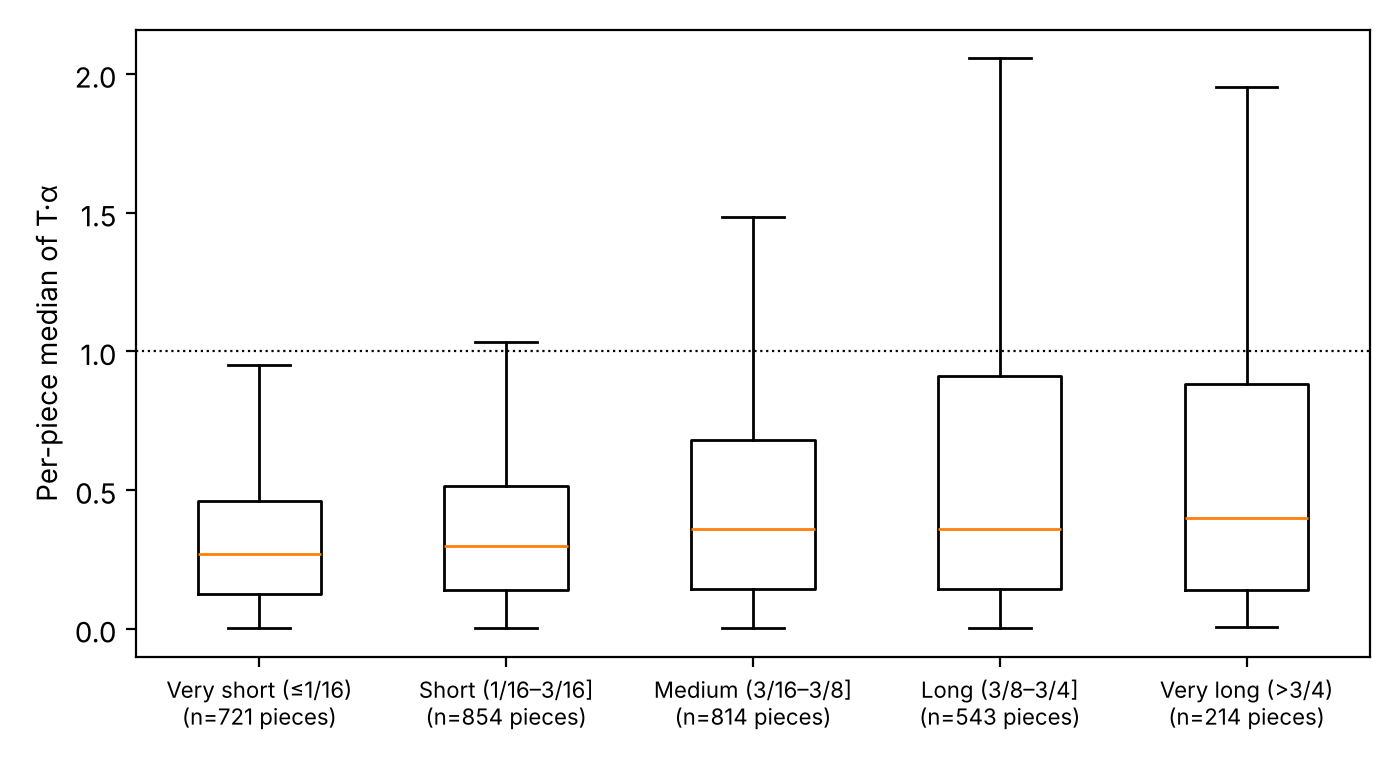 Per-piece median of T·α
2.0
1.5
1.0
0.5
0.0
Very short (≤1/16)
(n=721 pieces)
Short (1/16–3/16]
(n=854 pieces)
Medium (3/16–3/8]
(n=814 pieces)
Long (3/8–3/4]
(n=543 pieces)
Very long (>3/4)
(n=214 pieces)